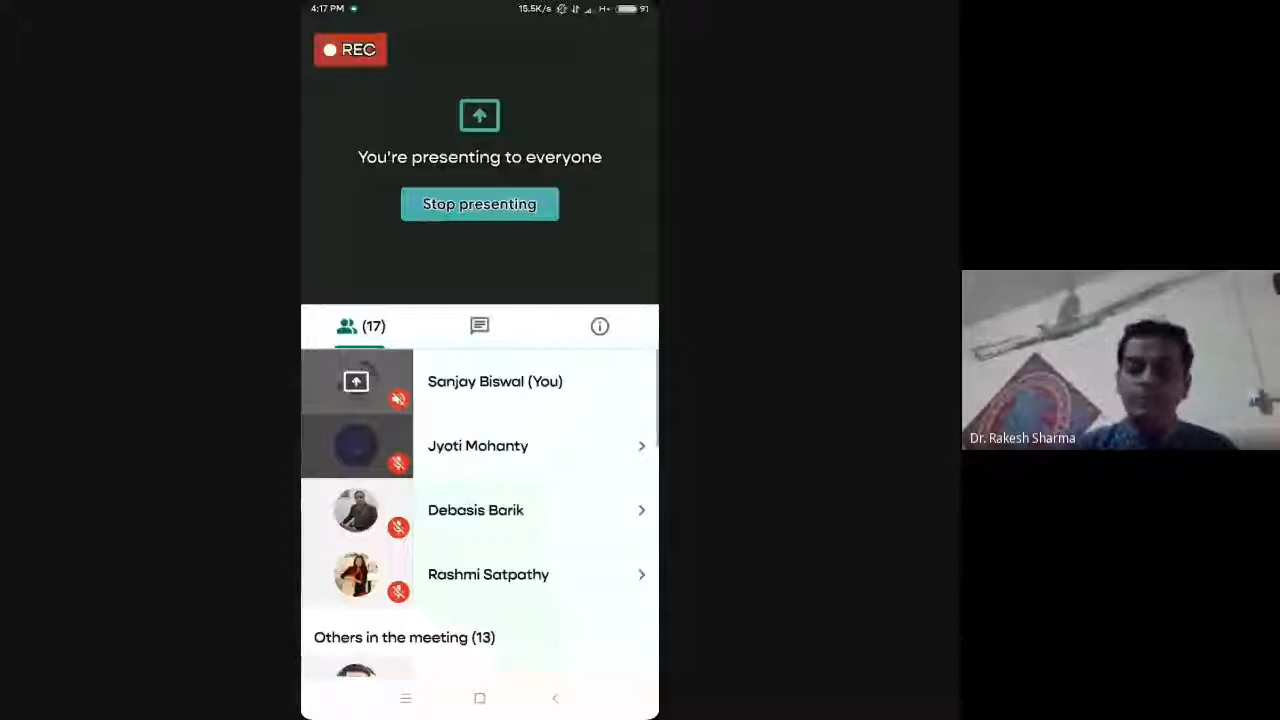 4:17 PM
15.5K/s H+ 91
REC
You're presenting to everyone
Stop presenting
(17)
Sanjay Biswal (You)
Jyoti Mohanty
Debasis Barik
Rashmi Satpathy
Others in the meeting (13)
Dr. Rakesh Sharma